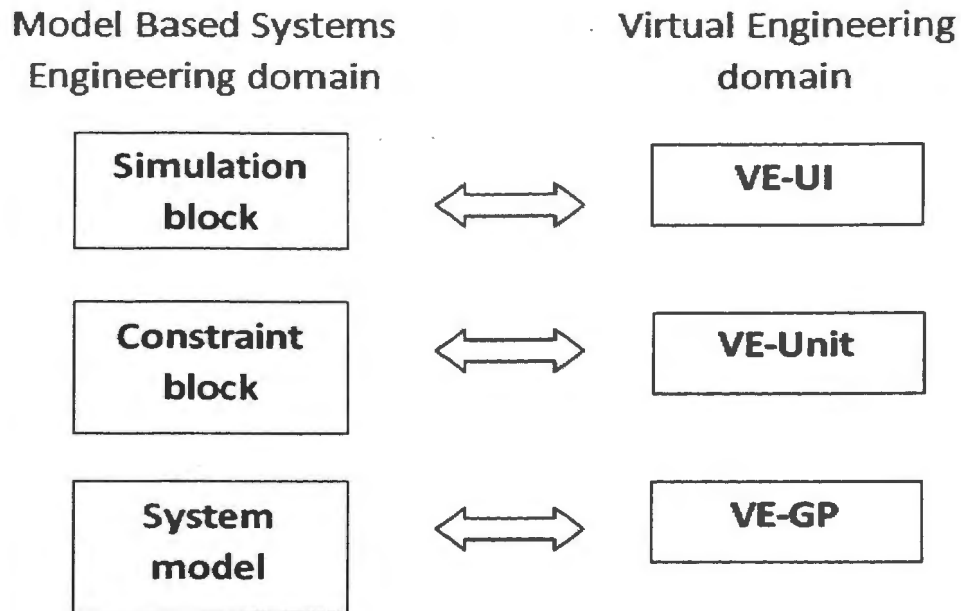 Model Based Systems
Engineering domain
Virtual Engineering
domain
Simulation
block
VE-UI
Constraint
block
VE-Unit
System
model
VE-GP